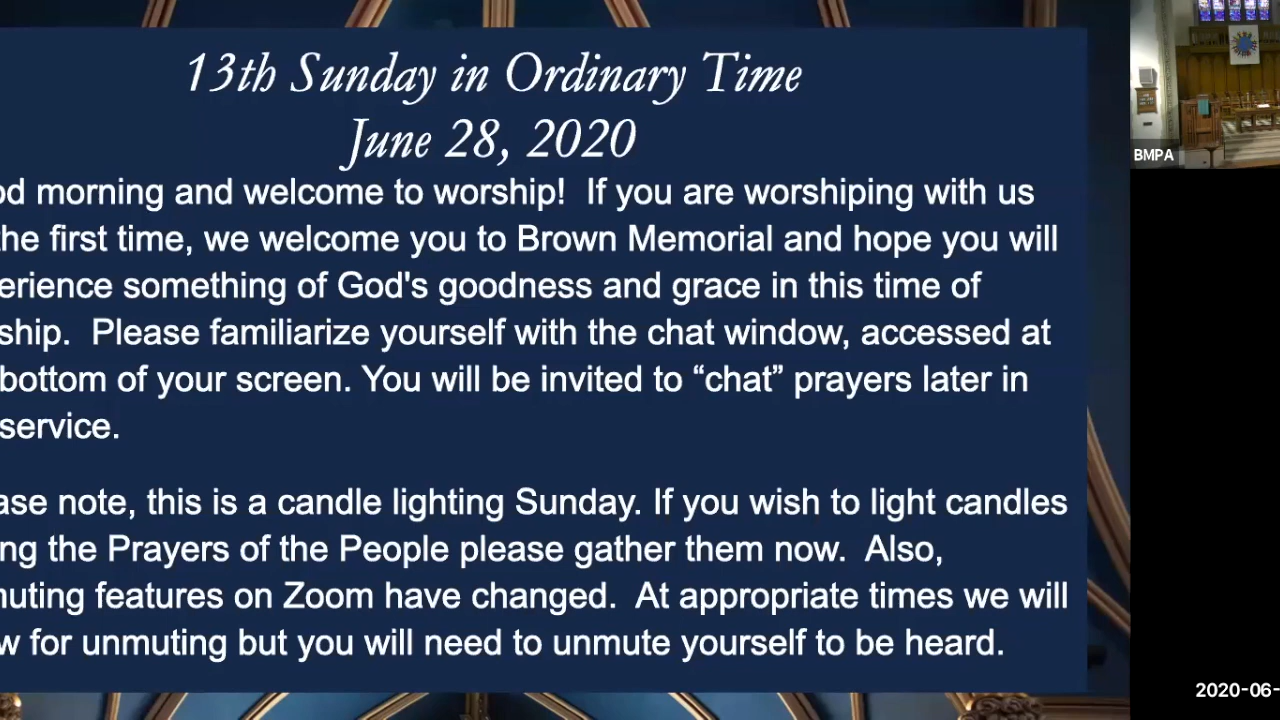 13th Sunday in Ordinary Time
June 28, 2020
od morning and welcome to worship!  If you are worshiping with us
the first time, we welcome you to Brown Memorial and hope you will
erience something of God's goodness and grace in this time of
ship.  Please familiarize yourself with the chat window, accessed at
bottom of your screen. You will be invited to “chat” prayers later in
service.
ase note, this is a candle lighting Sunday. If you wish to light candles
ng the Prayers of the People please gather them now.  Also,
nuting features on Zoom have changed.  At appropriate times we will
w for unmuting but you will need to unmute yourself to be heard.
BMPA
2020-06-